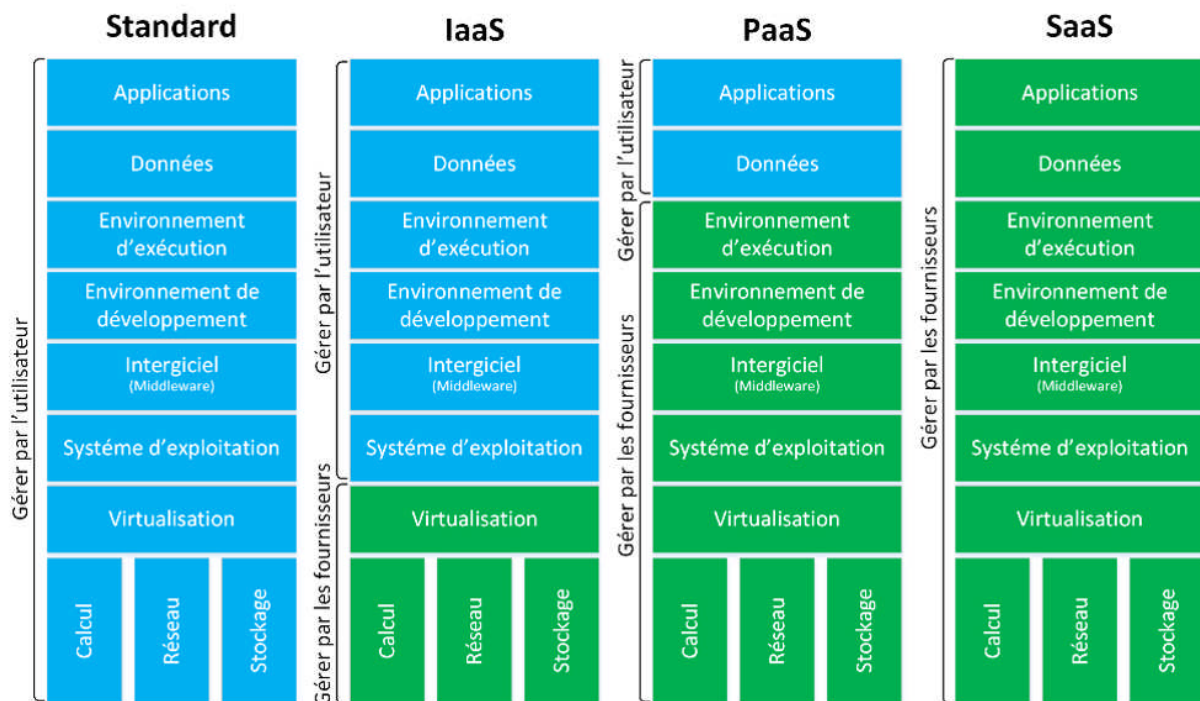 Standard
Gérer par l'utilisateur
Applications
Données
Environnement
d'exécution
Environnement de
développement
Intergiciel
(Middleware)
Systéme d'exploitation
Virtualisation
Calcul
Réseau
Stockage
IaaS
Gérer par l'utilisateur
Gérer par les fournisseurs
Applications
Données
Environnement
d'exécution
Environnement de
développement
Intergiciel
(Middleware)
Systéme d'exploitation
Virtualisation
Calcul
Réseau
Stockage
PaaS
Gérer par l'utilisateur
Gérer par les fournisseurs
Applications
Données
Environnement
d'exécution
Environnement de
développement
Intergiciel
(Middleware)
Systéme d'exploitation
Virtualisation
Calcul
Réseau
Stockage
SaaS
Gérer par les fournisseurs
Applications
Données
Environnement
d'exécution
Environnement de
développement
Intergiciel
(Middleware)
Systéme d'exploitation
Virtualisation
Calcul
Réseau
Stockage